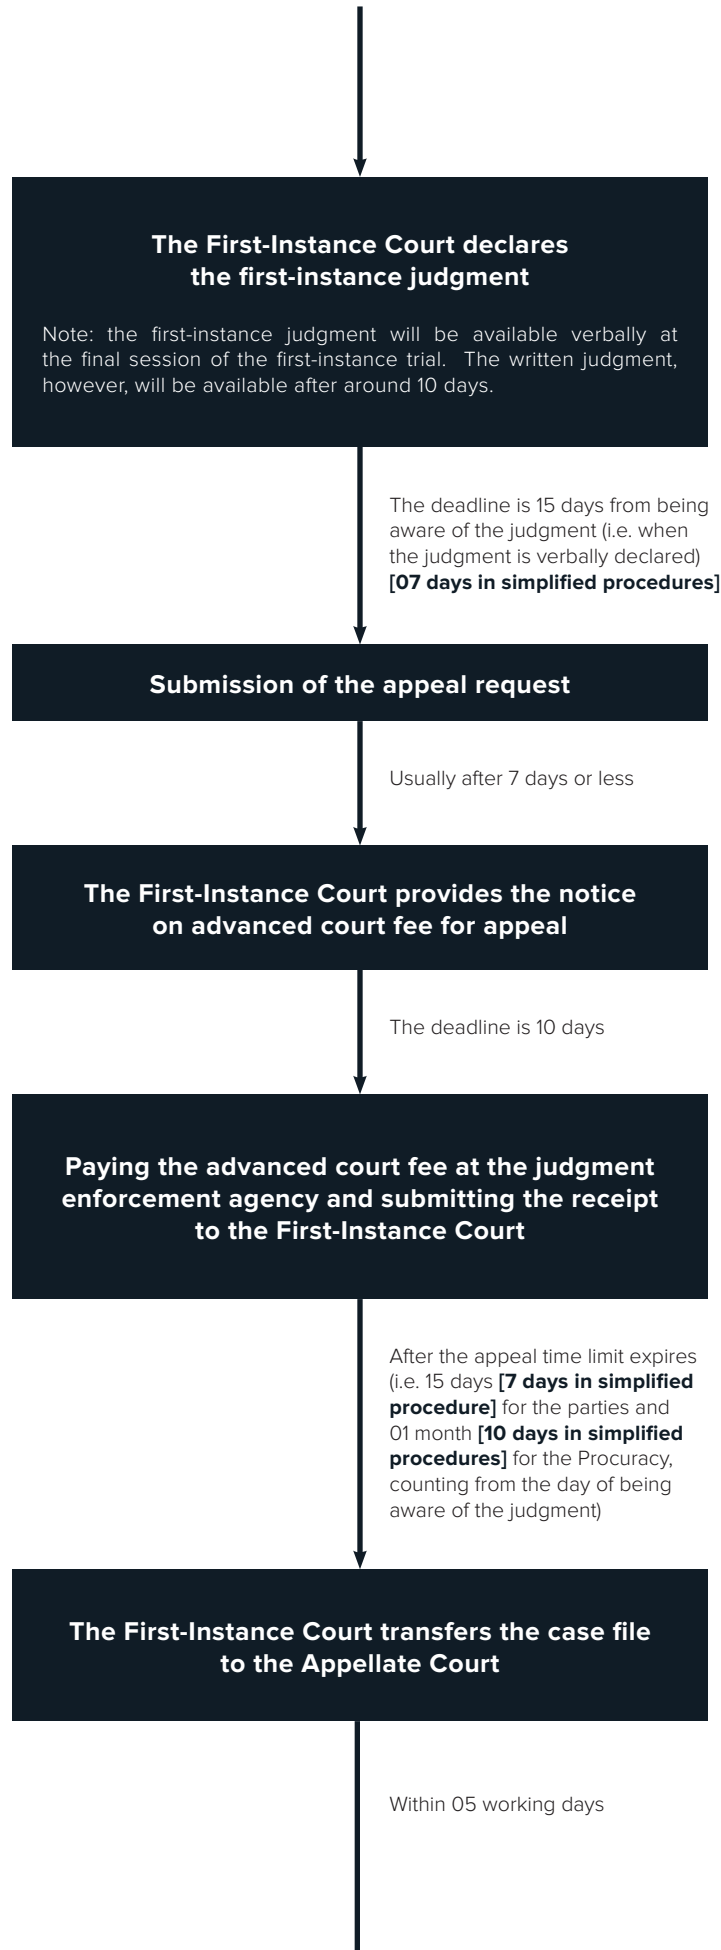 The First-Instance Court declares
the first-instance judgment
Note: the first-instance judgment will be available verbally at
the final session of the first-instance trial. The written judgment,
however, will be available after around 10 days.
The deadline is 15 days from being
aware of the judgment (i.e. when
the judgment is verbally declared)
[07 days in simplified procedures]
Submission of the appeal request
Usually after 7 days or less
The First-Instance Court provides the notice
on advanced court fee for appeal
The deadline is 10 days
Paying the advanced court fee at the judgment
enforcement agency and submitting the receipt
to the First-Instance Court
After the appeal time limit expires
(i.e. 15 days [7 days in simplified
procedure] for the parties and
01 month [10 days in simplified
procedures] for the Procuracy,
counting from the day of being
aware of the judgment)
The First-Instance Court transfers the case file
to the Appellate Court
Within 05 working days